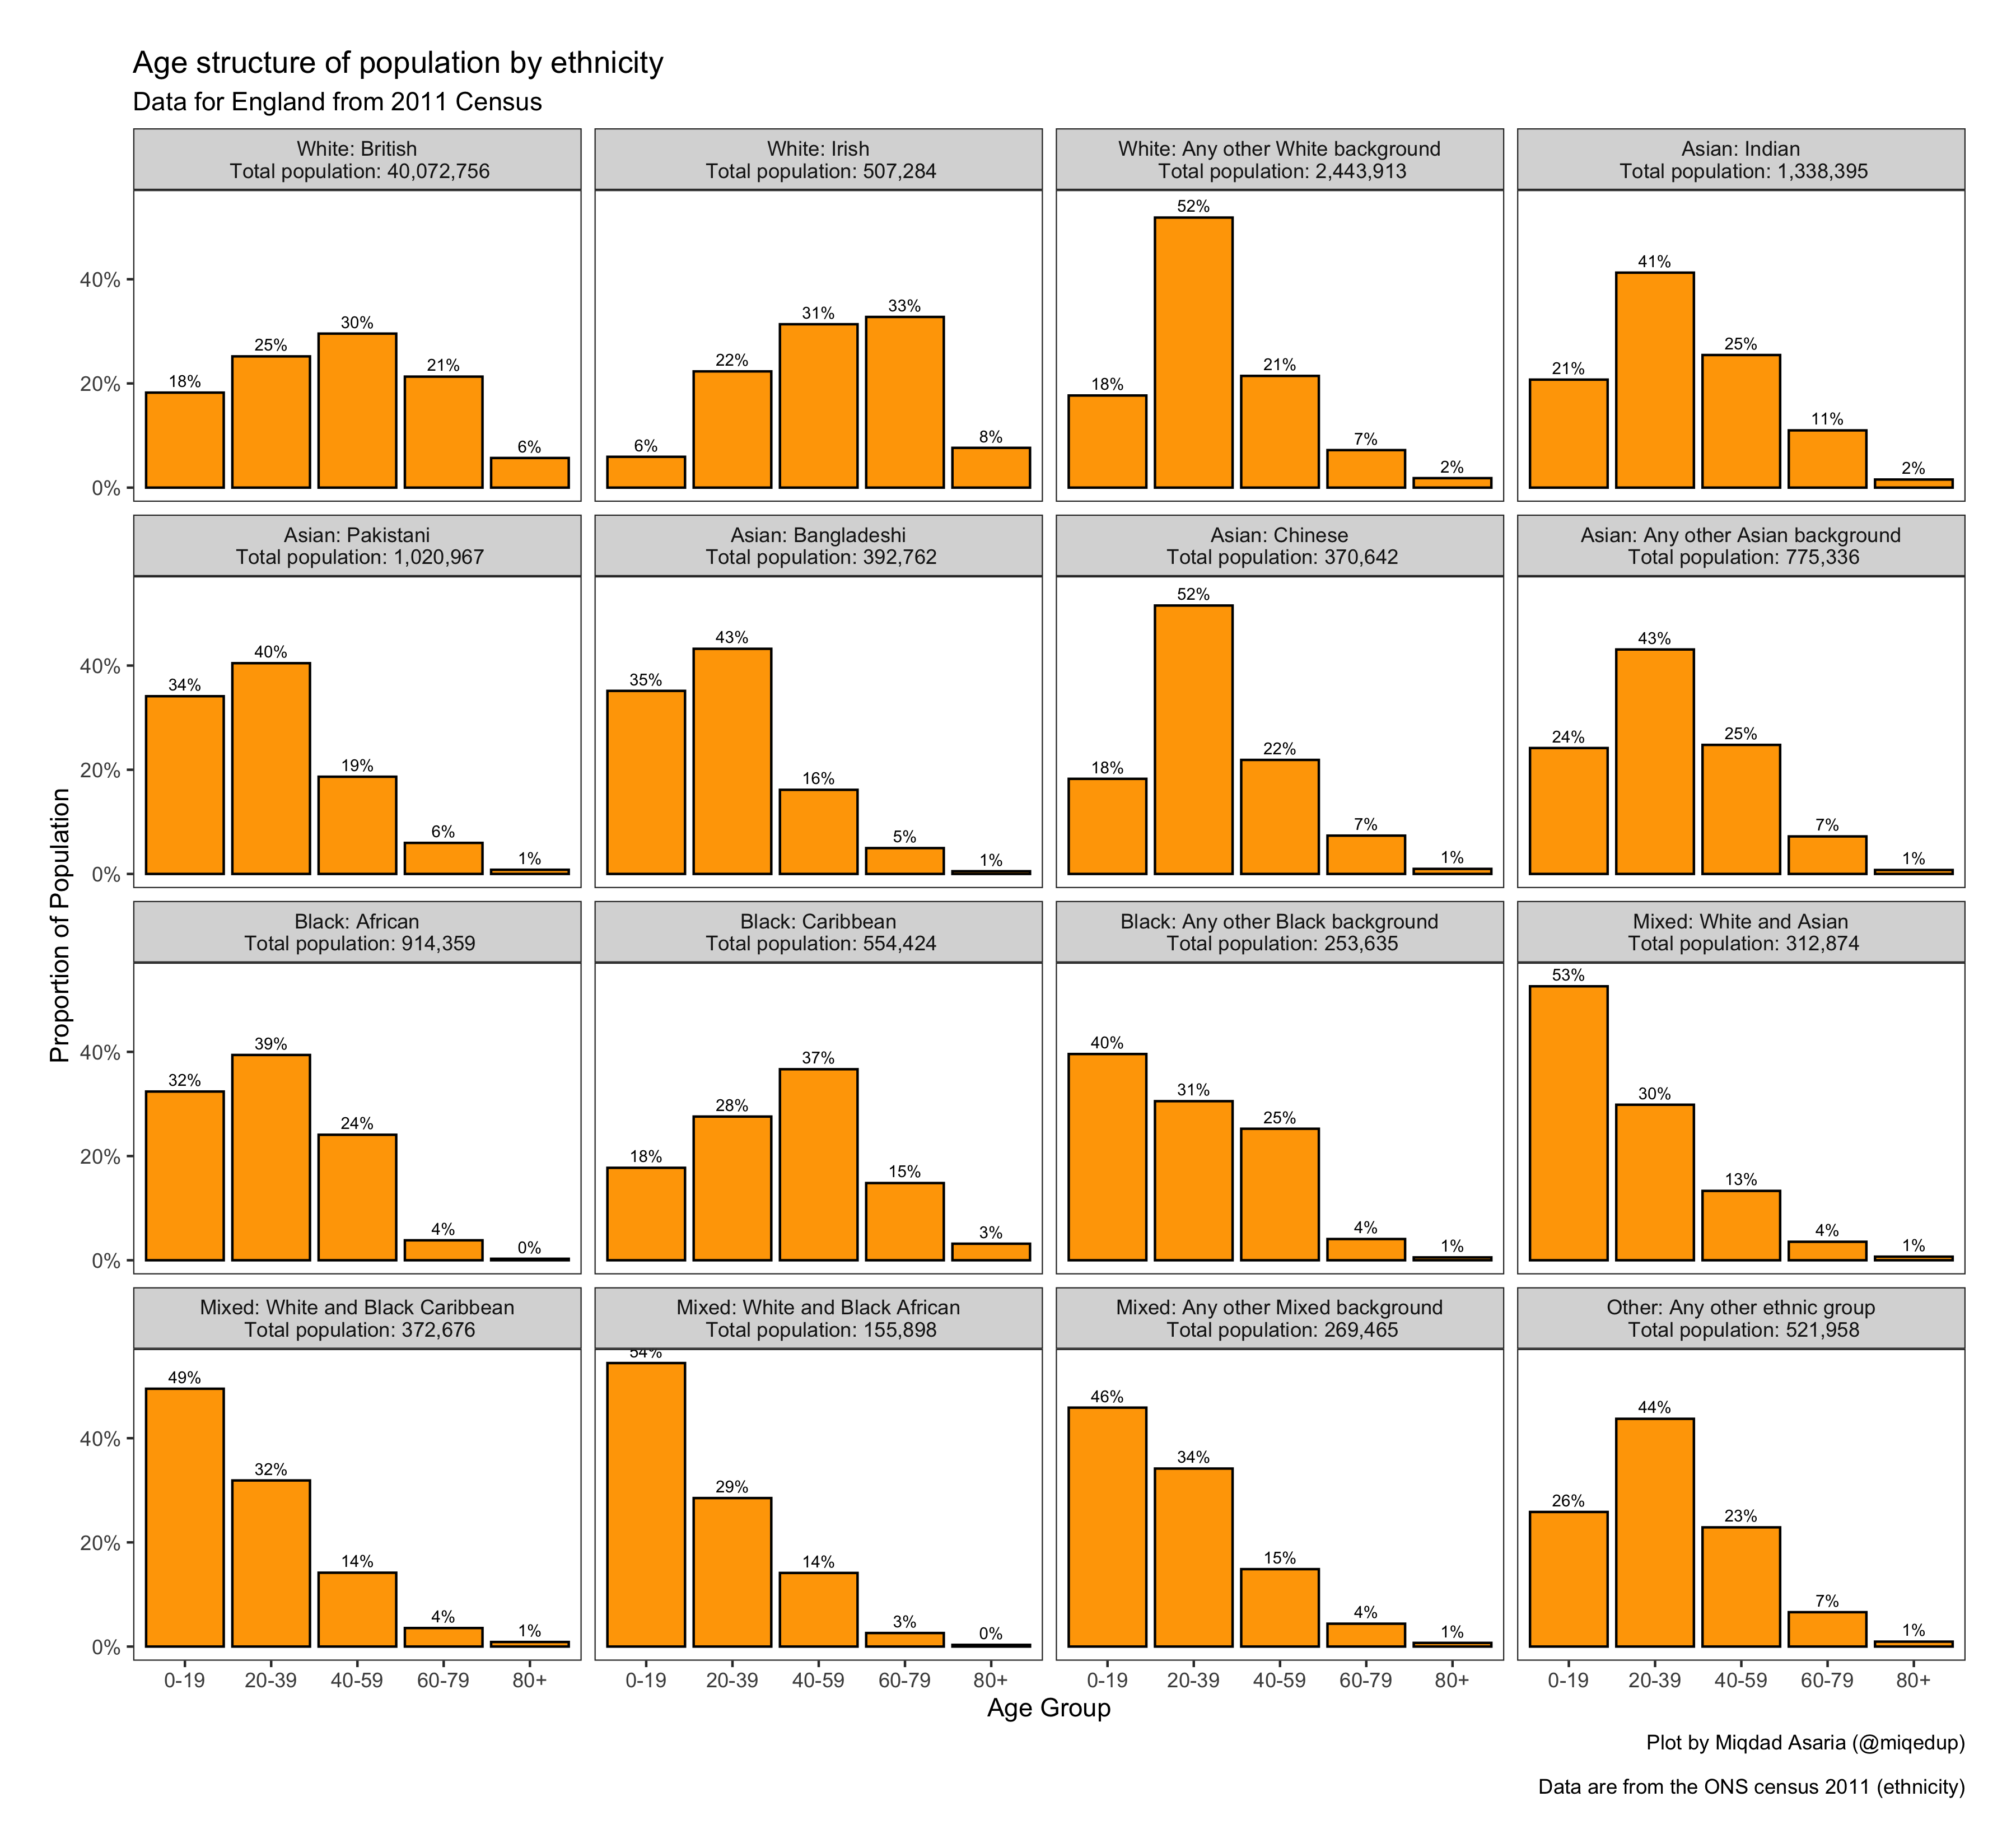 Age structure of population by ethnicity
Data for England from 2011 Census
White: British
Total population: 40,072,756
White: Irish
Total population: 507,284
White: Any other White background
Total population: 2,443,913
Asian: Indian
Total population: 1,338,395
40%
20%
0%
18%
25%
30%
21%
6%
6%
22%
31%
33%
8%
18%
52%
21%
7%
2%
21%
41%
25%
11%
2%
Asian: Pakistani
Total population: 1,020,967
Asian: Bangladeshi
Total population: 392,762
Asian: Chinese
Total population: 370,642
Asian: Any other Asian background
Total population: 775,336
40%
20%
0%
34%
40%
19%
6%
1%
35%
43%
16%
5%
1%
18%
52%
22%
7%
1%
24%
43%
25%
7%
1%
Proportion of Population
Black: African
Total population: 914,359
Black: Caribbean
Total population: 554,424
Black: Any other Black background
Total population: 253,635
Mixed: White and Asian
Total population: 312,874
40%
20%
0%
32%
39%
24%
4%
0%
18%
28%
37%
15%
3%
40%
31%
25%
4%
1%
53%
30%
13%
4%
1%
Mixed: White and Black Caribbean
Total population: 372,676
Mixed: White and Black African
Total population: 155,898
Mixed: Any other Mixed background
Total population: 269,465
Other: Any other ethnic group
Total population: 521,958
40%
20%
0%
49%
32%
14%
4%
1%
54%
29%
14%
3%
0%
46%
34%
15%
4%
1%
26%
44%
23%
7%
1%
0-19 20-39 40-59 60-79 80+
0-19 20-39 40-59 60-79 80+
0-19 20-39 40-59 60-79 80+
0-19 20-39 40-59 60-79 80+
Age Group
Plot by Miqdad Asaria (@miqedup)
Data are from the ONS census 2011 (ethnicity)